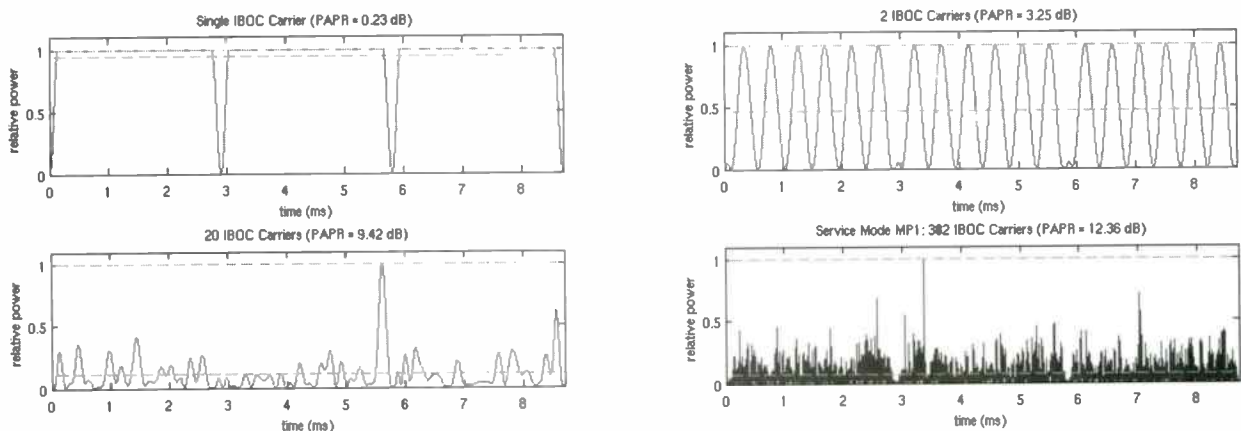 Single IBOC Carrier (PAPR = 0.23 dB)
relative power
1
0.5
0
0 1 2 3 4 5 6 7 8
time (ms)
2 IBOC Carriers (PAPR = 3.25 dB)
relative power
1
0.5
0
0 1 2 3 4 5 6 7 8
time (ms)
20 IBOC Carriers (PAPR = 9.42 dB)
relative power
1
0.5
0
0 1 2 3 4 5 6 7 8
time (ms)
Service Mode MP1: 382 IBOC Carriers (PAPR = 12.36 dB)
relative power
1
0.5
0
0 1 2 3 4 5 6 7 8
time (ms)